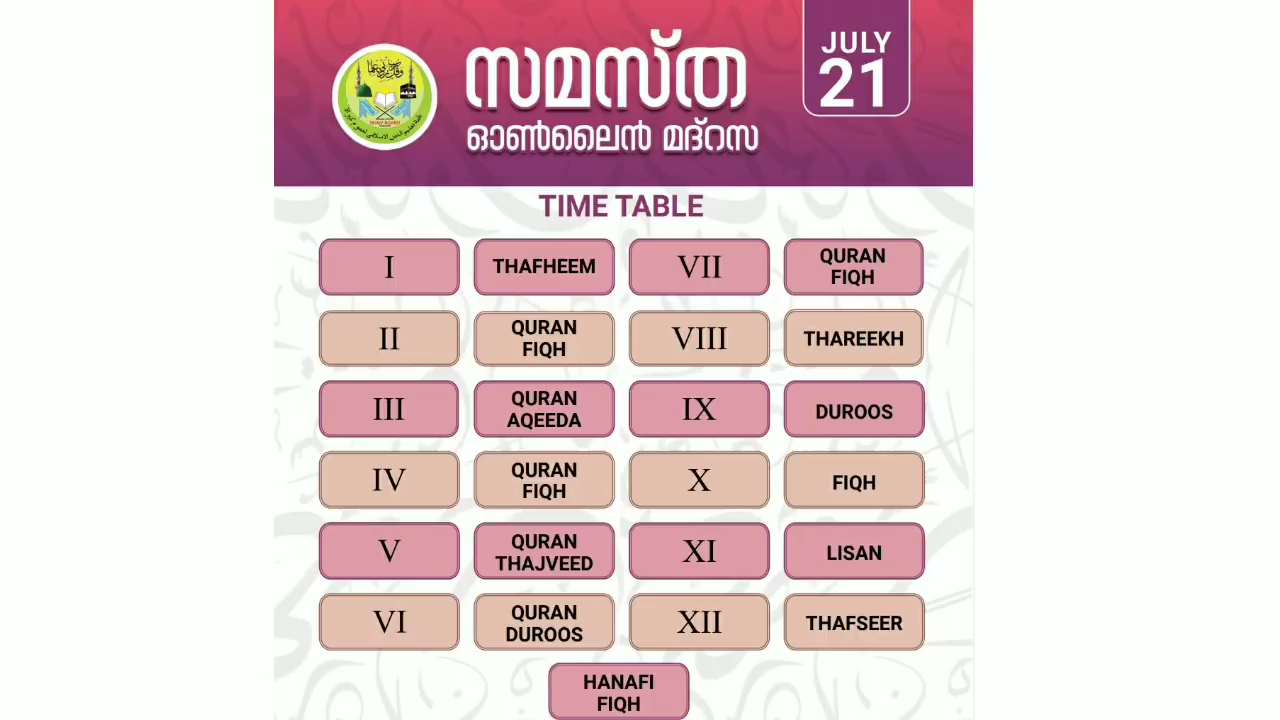 സമസ്ത
ഓൺലൈൻ മദ്റസ
JULY
21
TIME TABLE
I
THAFHEEM
VII
QURAN
FIQH
II
QURAN
FIQH
VIII
THAREEKH
III
QURAN
AQEEDA
IX
DUROOS
IV
QURAN
FIQH
X
FIQH
V
QURAN
THAJVEED
XI
LISAN
VI
QURAN
DUROOS
XII
THAFSEER
HANAFI
FIQH